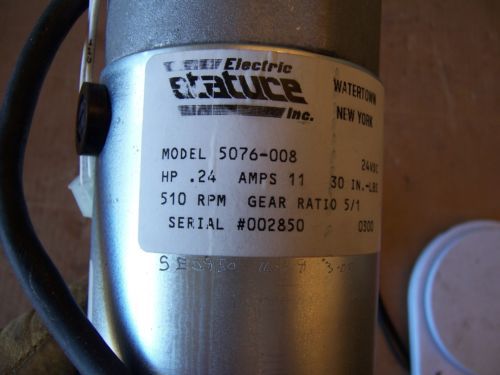 Electric
Statuce
Inc.
WATERTOWN
NEW YORK
MODEL 5076-008 24VDC
HP .24 AMPS 11 30 IN.-LBS
510 RPM GEAR RATIO 5/1
SERIAL #002850 0300